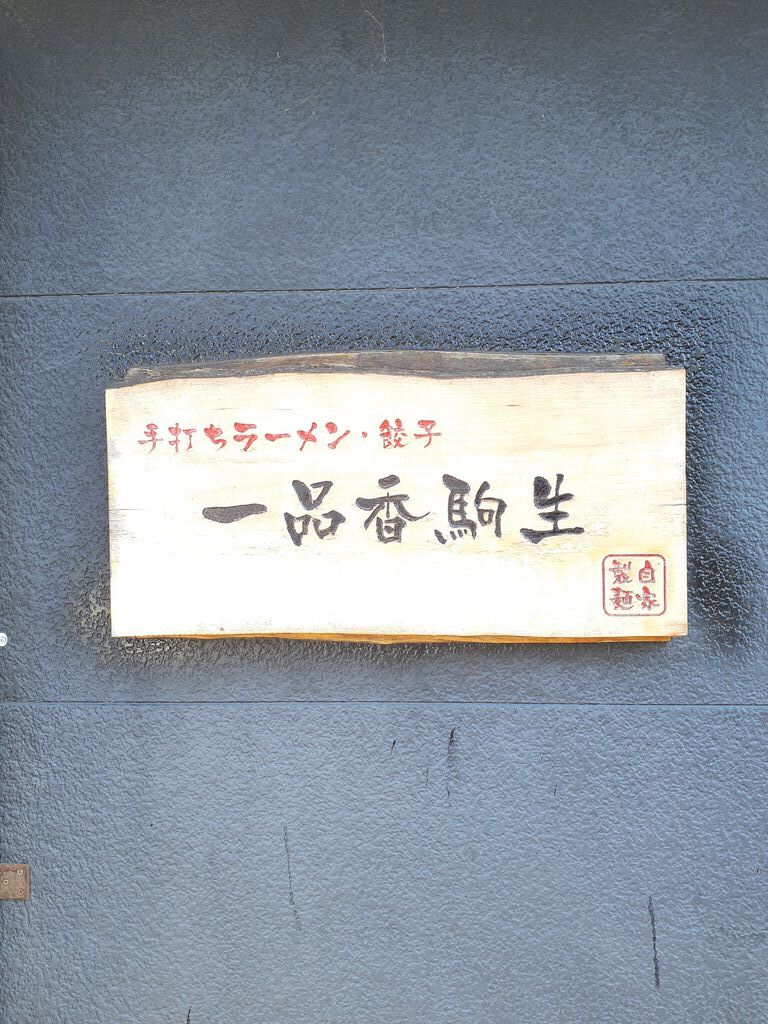 手打ちラーメン・餃子
一品香駒生
自家
製麺